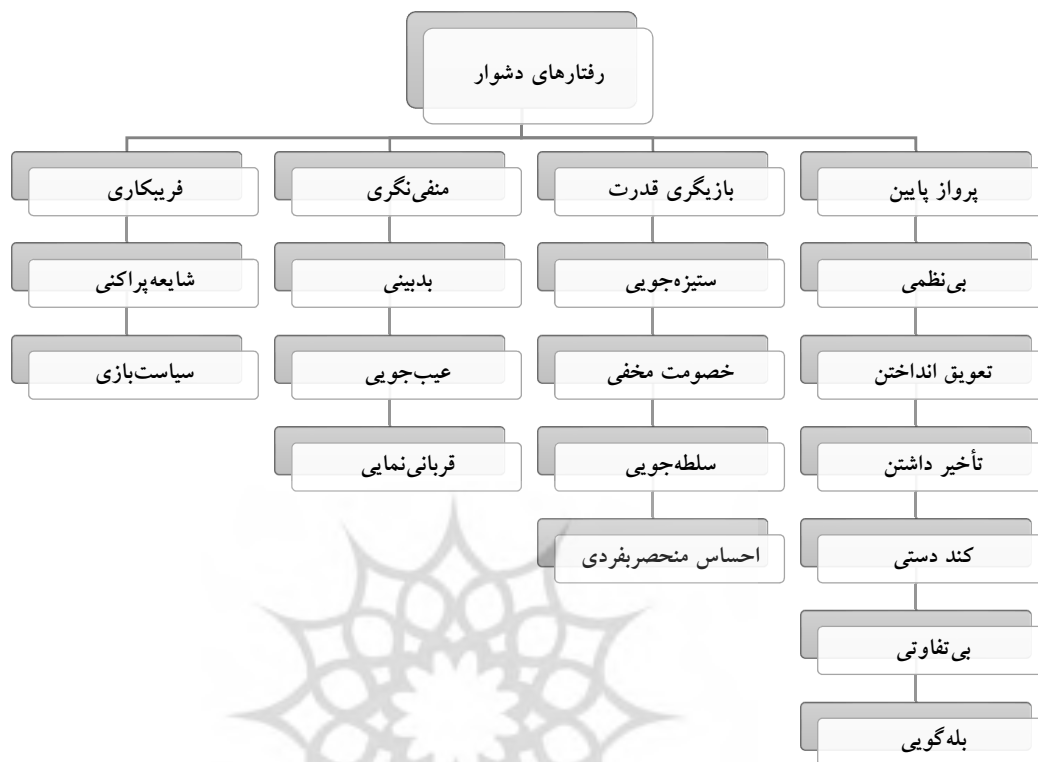 رفتارهای دشوار
پرواز پایین
بازیگری قدرت
منفی‌نگری
فریبکاری
بی‌نظمی
ستیزه‌جویی
بدبینی
شایعه‌پراکنی
تعویق انداختن
خصومت مخفی
عیب‌جویی
سیاست‌بازی
تأخیر داشتن
سلطه‌جویی
قربانی‌نمایی
کند دستی
احساس منحصربفردی
بی‌تفاوتی
بله‌گویی